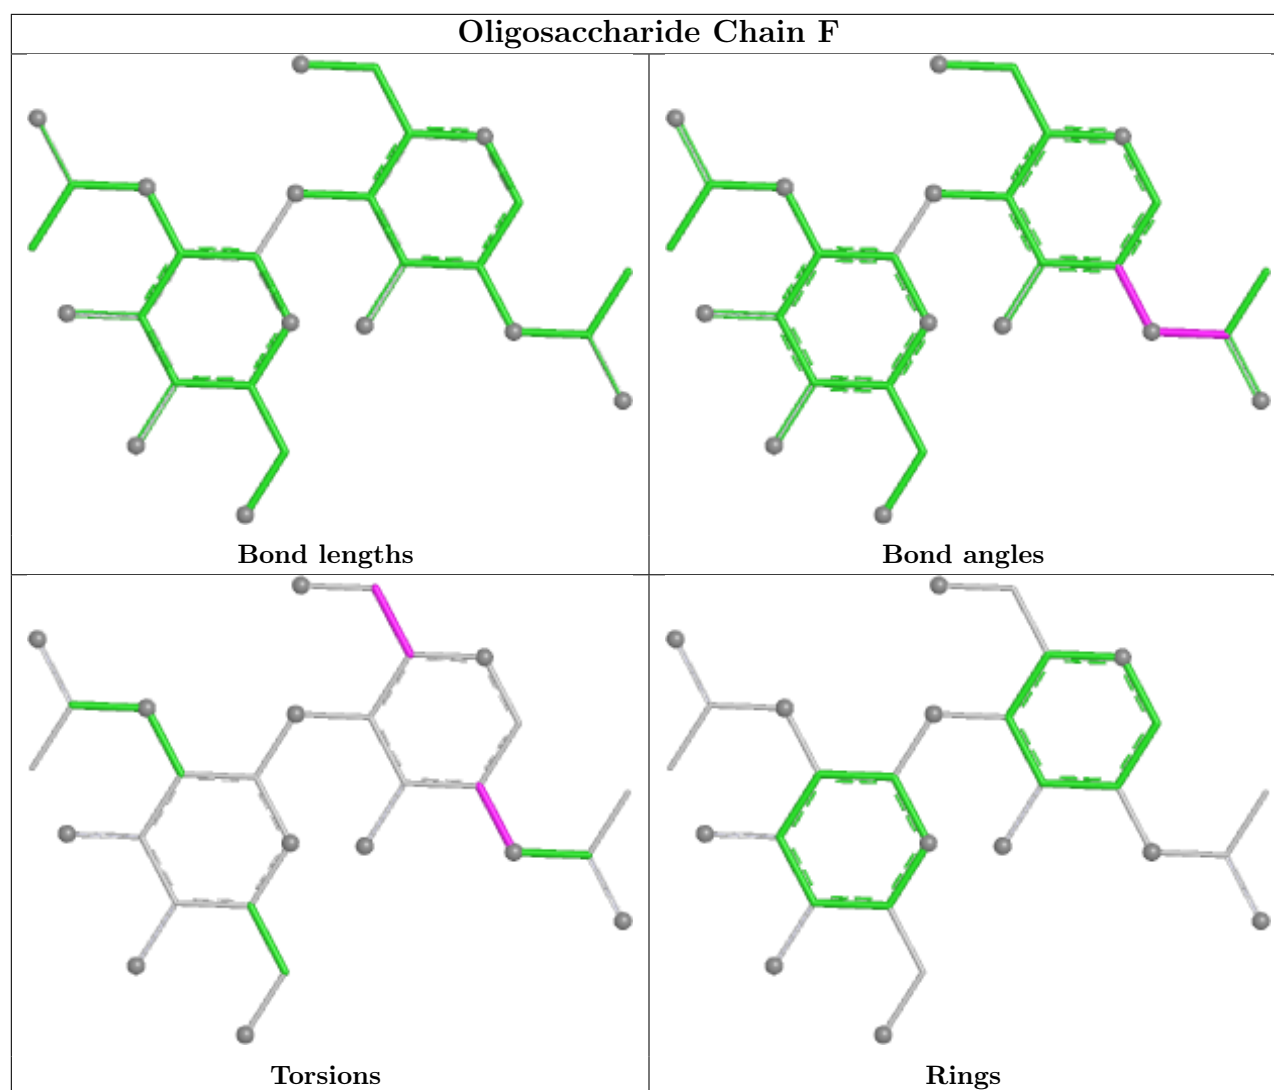 Oligosaccharide Chain F
Bond lengths
Bond angles
Torsions
Rings